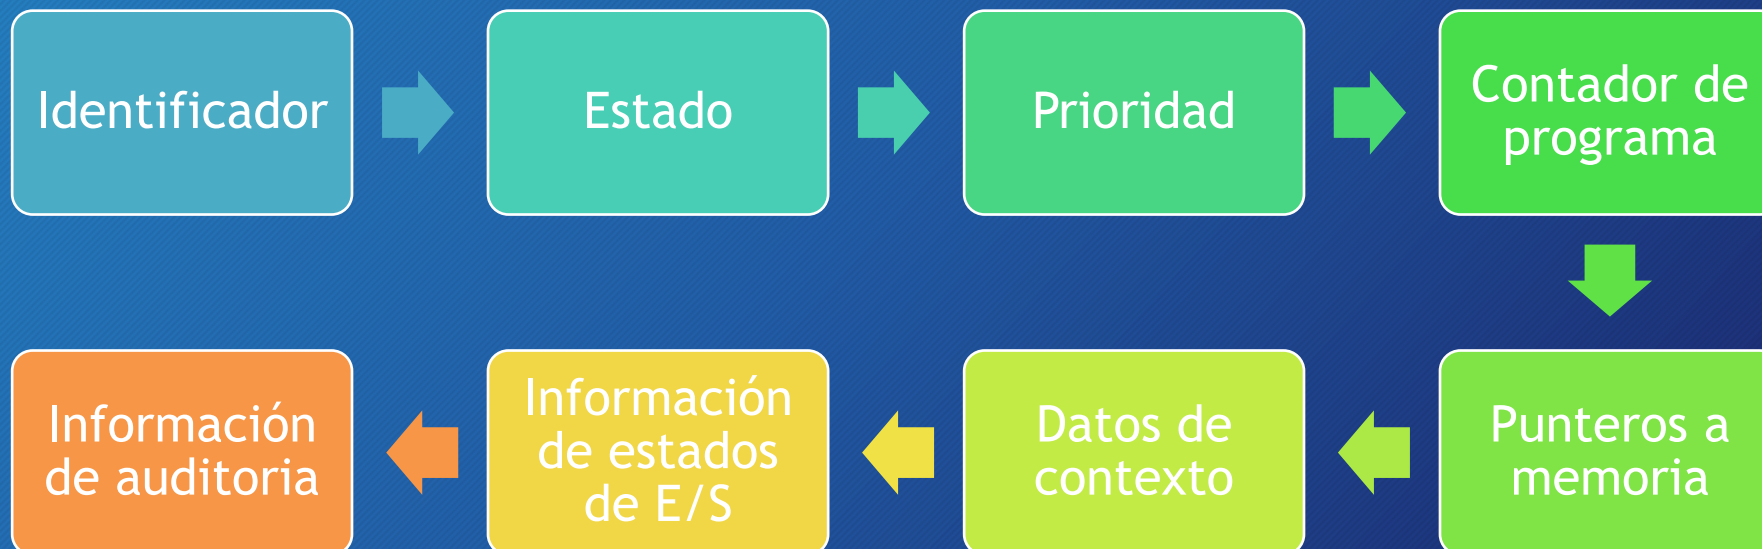 Identificador
Estado
Prioridad
Contador de
programa
Punteros a
memoria
Datos de
contexto
Información
de estados
de E/S
Información
de auditoria